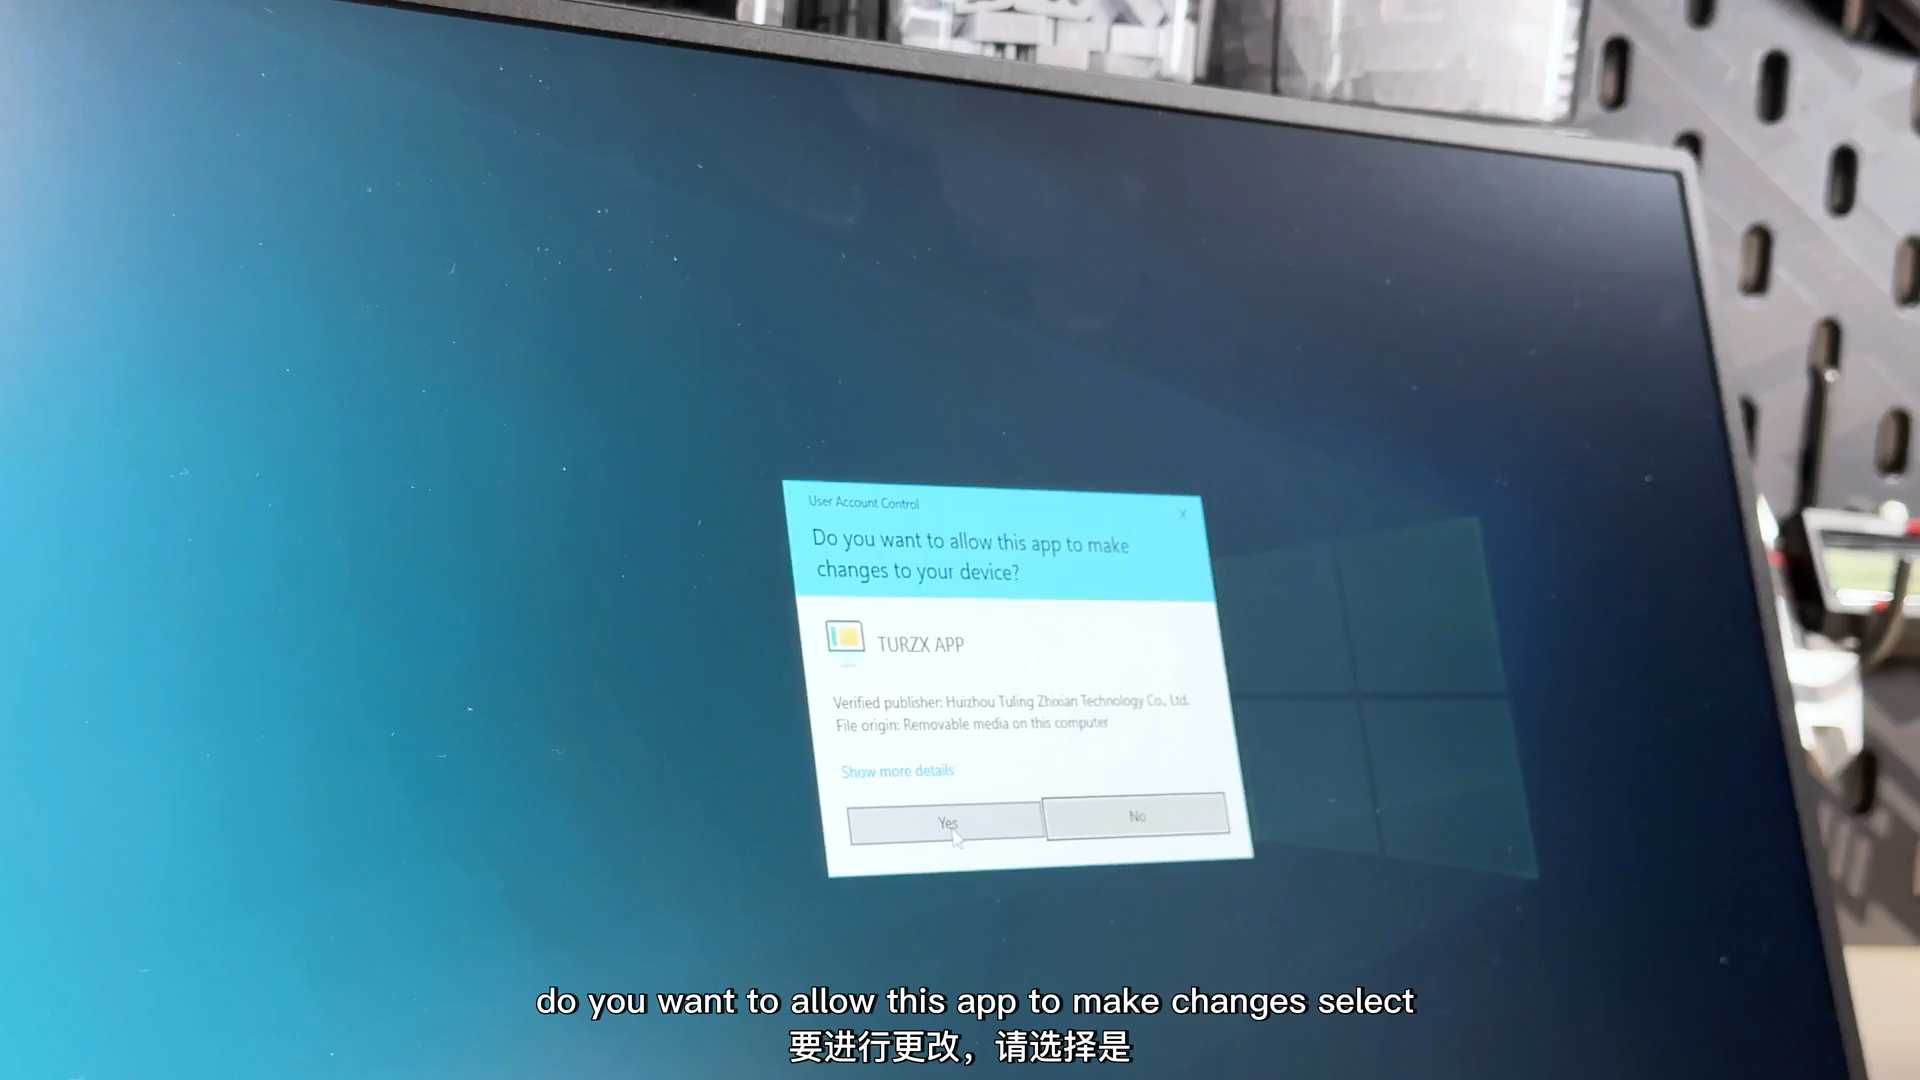 User Account Control
Do you want to allow this app to make
changes to your device?
TURZX APP
Verified publisher: Huizhou Tuling Zhixian Technology Co., Ltd.
File origin: Removable media on this computer
Show more details
Yes
No
do you want to allow this app to make changes select
要进行更改，请选择是